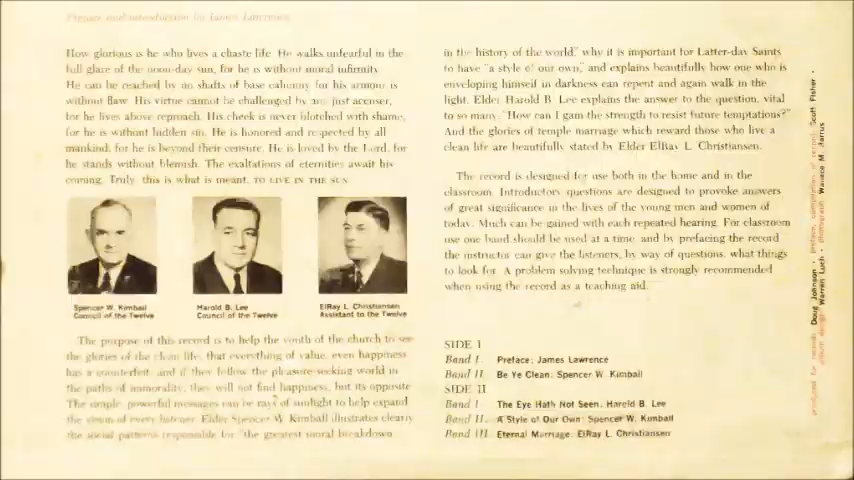 Preface and introduction by James Lawrence
How glorious is he who lives a chaste life. He walks unfearful in the
full glare of the noon-day sun, for he is without moral infirmity.
He can be reached by no shafts of base calumny for his armour is
without flaw. His virtue cannot be challenged by any just accuser,
for he lives above reproach. His cheek is never blotched with shame,
for he is without hidden sin. He is honored and respected by all
mankind, for he is beyond their censure. He is loved by the Lord, for
he stands without blemish. The exaltations of eternities await his
coming. Truly, this is what is meant, TO LIVE IN THE SUN.
Spencer W. Kimball
Council of the Twelve
Harold B. Lee
Council of the Twelve
ElRay L. Christiansen
Assistant to the Twelve
The purpose of this record is to help the youth of the church to see
the glories of the clean life, that everything of value, even happiness
has a counterfeit, and if they follow the pleasure-seeking world in
the paths of immorality, they will not find happiness, but its opposite
The simple, powerful messages can be rays of sunlight to help expand
the vision of every listener. Elder Spencer W. Kimball illustrates clearly
the social patterns responsible for "the greatest moral breakdown
in the history of the world," why it is important for Latter-day Saints
to have "a style of our own," and explains beautifully how one who is
enveloping himself in darkness can repent and again walk in the
light. Elder Harold B. Lee explains the answer to the question, vital
to so many, "How can I gain the strength to resist future temptations?"
And the glories of temple marriage which reward those who live a
clean life are beautifully stated by Elder ElRay L. Christiansen.
The record is designed for use both in the home and in the
classroom. Introductory questions are designed to provoke answers
of great significance in the lives of the young men and women of
today. Much can be gained with each repeated hearing. For classroom
use one band should be used at a time, and by prefacing the record
the instructor can give the listeners, by way of questions, what things
to look for. A problem solving technique is strongly recommended
when using the record as a teaching aid.
SIDE I
Band I. Preface: James Lawrence
Band II. Be Ye Clean: Spencer W. Kimball
SIDE II
Band I. The Eye Hath Not Seen: Harold B. Lee
Band II. A Style of Our Own: Spencer W. Kimball
Band III. Eternal Marriage: ElRay L. Christiansen
produced for records: Doug Johnson • preface, compilation of record: Scott Fisher •
album design: Warren Luch • photograph: Wallace M. Barrus